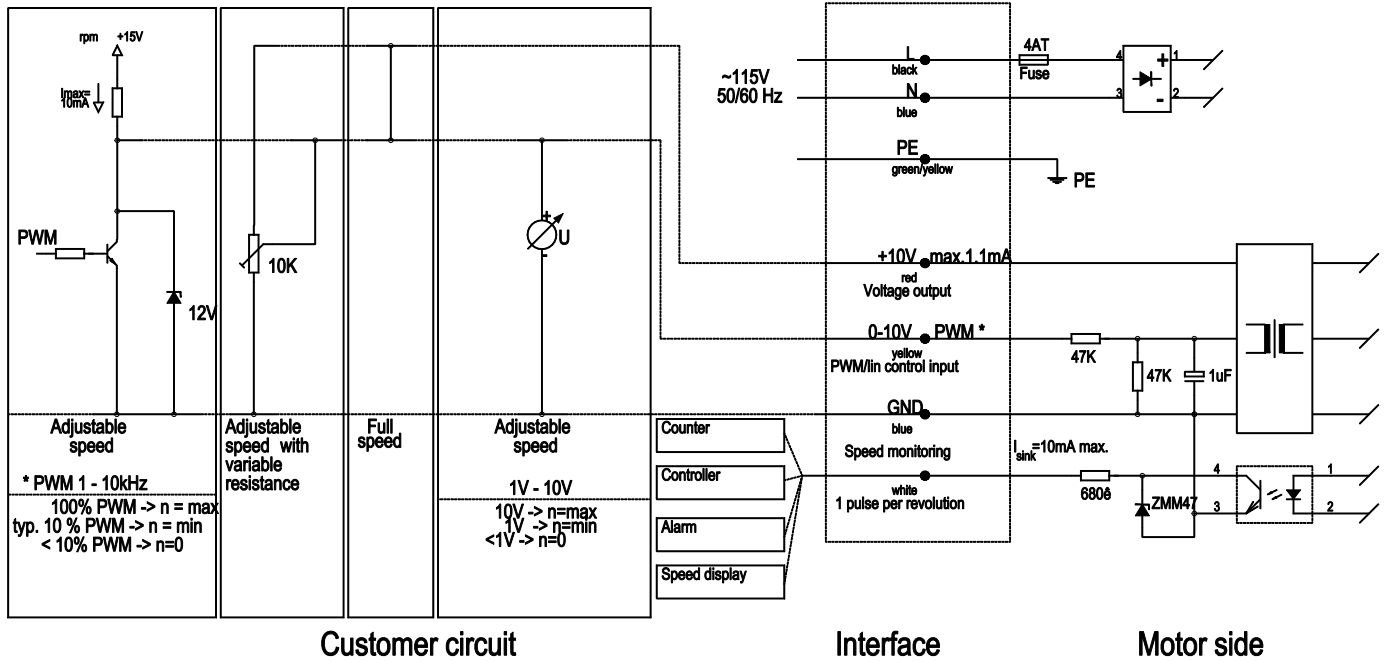 rpm +15V
Imax=
10mA
PWM
12V
10K
+
U
-
~115V
50/60 Hz
L
black
N
blue
PE
green/yellow
4AT
Fuse
4
3
+
-
1
2
PE
+10V max.1.1mA
red
Voltage output
0-10V PWM *
yellow
PWM/lin control input
47K
47K
1uF
GND
blue
Speed monitoring
white
1 pulse per revolution
Isink=10mA max.
680ê
ZMM47
4
3
1
2
Adjustable
speed
* PWM 1 - 10kHz
100% PWM -> n = max
typ. 10 % PWM -> n = min
< 10% PWM -> n=0
Adjustable
speed with
variable
resistance
Full
speed
Adjustable
speed
1V - 10V
10V -> n=max
1V -> n=min
<1V -> n=0
Counter
Controller
Alarm
Speed display
Customer circuit
Interface
Motor side